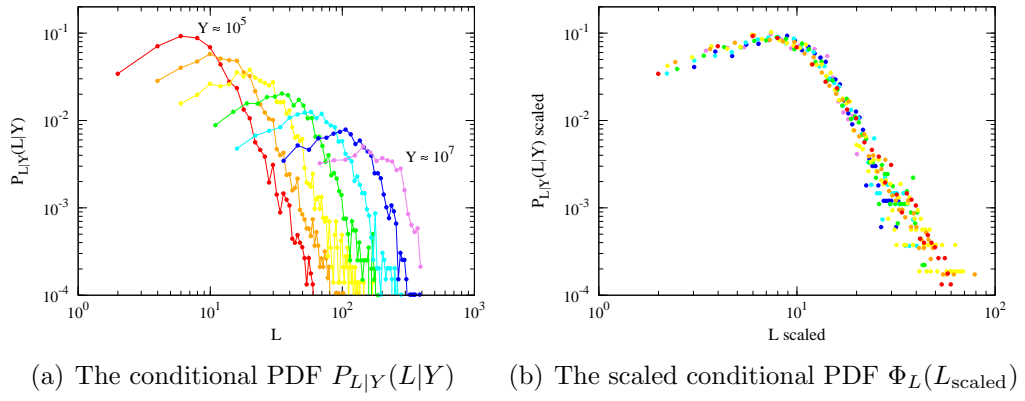 10^{-1}
10^{-2}
10^{-3}
10^{-4}
P_{L|Y}(L|Y)
Y ≈ 10^5
Y ≈ 10^7
10^0 10^1 10^2 10^3
L
10^{-1}
10^{-2}
10^{-3}
10^{-4}
P_{L|Y}(L|Y) scaled
10^0 10^1 10^2
L scaled
(a) The conditional PDF P_{L|Y}(L|Y)
(b) The scaled conditional PDF Φ_L(L_{scaled})